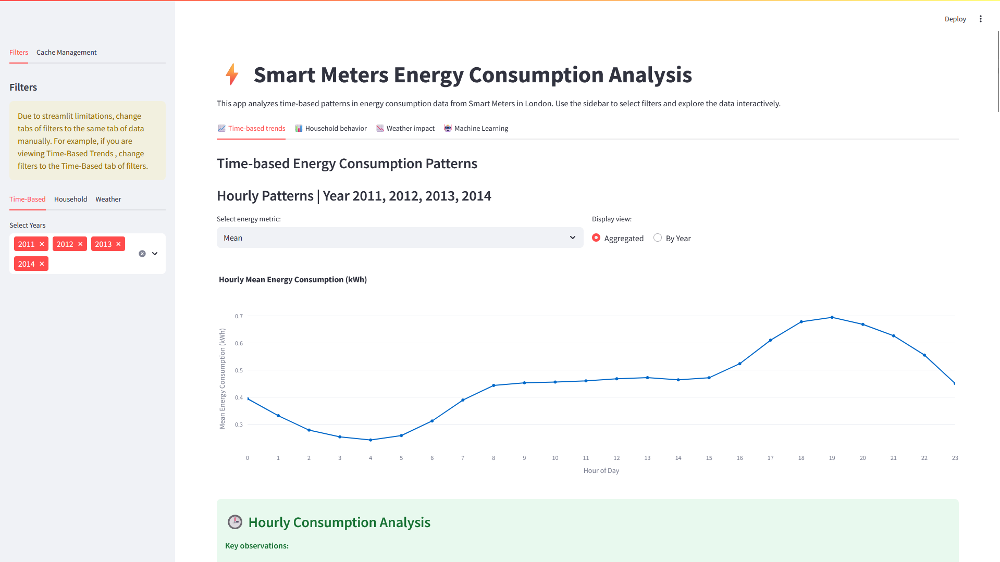 Deploy
Filters Cache Management
Filters
Due to streamlit limitations, change
tabs of filters to the same tab of data
manually. For example, if you are
viewing Time-Based Trends , change
filters to the Time-Based tab of filters.
Time-Based Household Weather
Select Years
2011 2012 2013
2014
Smart Meters Energy Consumption Analysis
This app analyzes time-based patterns in energy consumption data from Smart Meters in London. Use the sidebar to select filters and explore the data interactively.
Time-based trends Household behavior Weather impact Machine Learning
Time-based Energy Consumption Patterns
Hourly Patterns | Year 2011, 2012, 2013, 2014
Select energy metric: Display view:
Mean Aggregated By Year
Hourly Mean Energy Consumption (kWh)
Mean Energy Consumption (kWh)
0.7
0.6
0.5
0.4
0.3
0 1 2 3 4 5 6 7 8 9 10 11 12 13 14 15 16 17 18 19 20 21 22 23
Hour of Day
Hourly Consumption Analysis
Key observations: